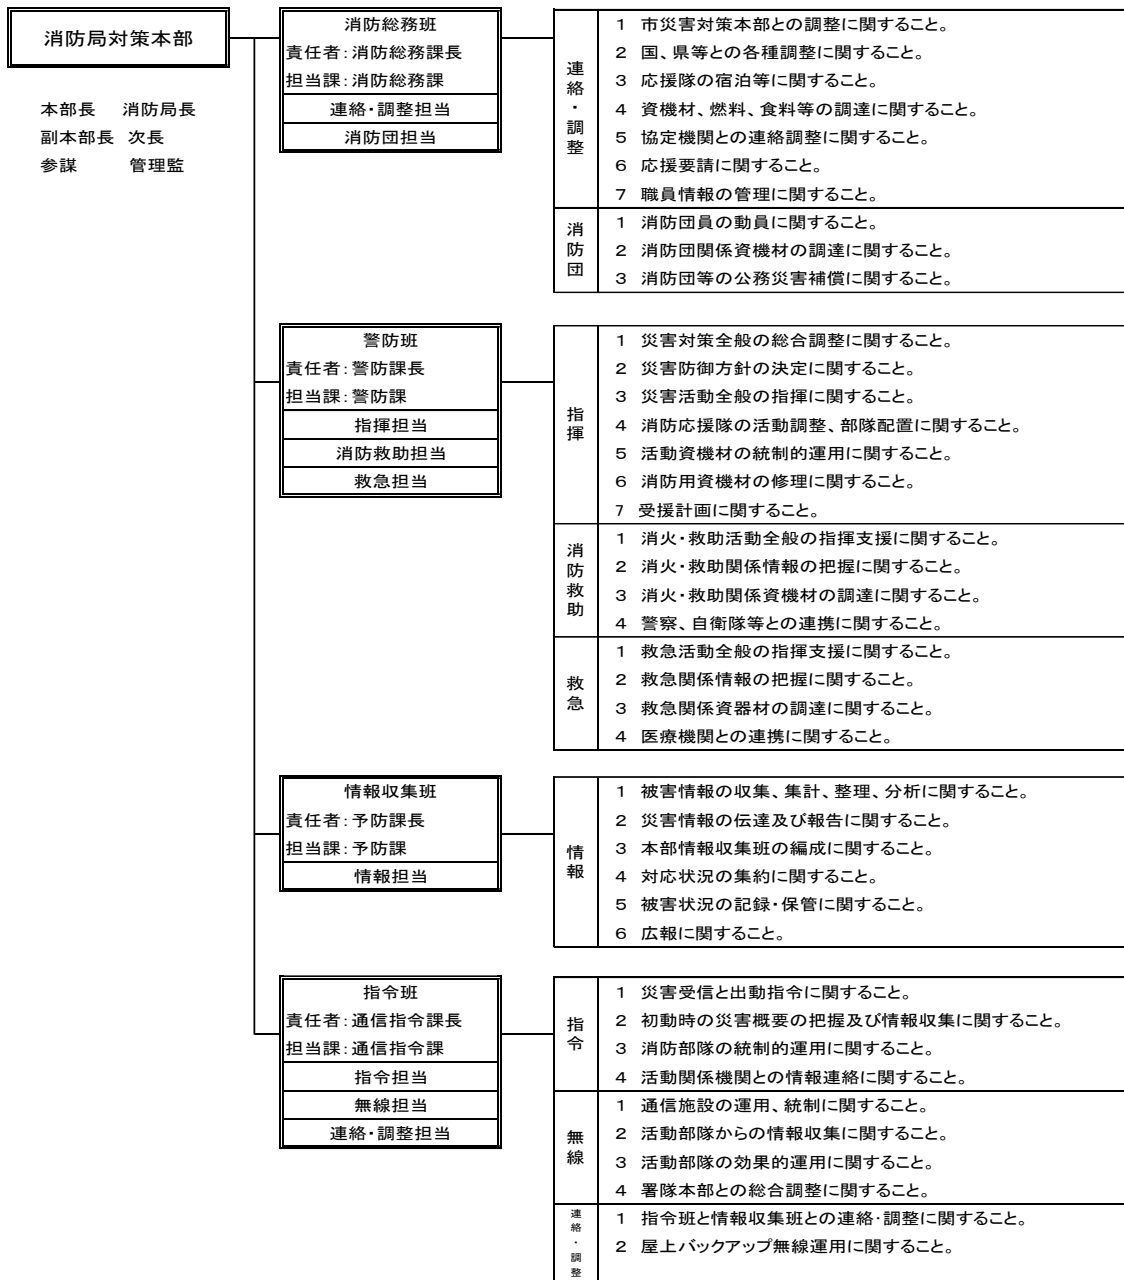 消防局対策本部
本部長 消防局長
副本部長 次長
参謀 管理監
消防総務班
責任者:消防総務課長
担当課:消防総務課
連絡・調整担当
消防団担当
連絡・調整
1 市災害対策本部との調整に関すること。
2 国、県等との各種調整に関すること。
3 応援隊の宿泊等に関すること。
4 資機材、燃料、食料等の調達に関すること。
5 協定機関との連絡調整に関すること。
6 応援要請に関すること。
7 職員情報の管理に関すること。
消防団
1 消防団員の動員に関すること。
2 消防団関係資機材の調達に関すること。
3 消防団等の公務災害補償に関すること。
警防班
責任者:警防課長
担当課:警防課
指揮担当
消防救助担当
救急担当
指揮
1 災害対策全般の総合調整に関すること。
2 災害防御方針の決定に関すること。
3 災害活動全般の指揮に関すること。
4 消防応援隊の活動調整、部隊配置に関すること。
5 活動資機材の統制的運用に関すること。
6 消防用資機材の修理に関すること。
7 受援計画に関すること。
消防救助
1 消火・救助活動全般の指揮支援に関すること。
2 消火・救助関係情報の把握に関すること。
3 消火・救助関係資機材の調達に関すること。
4 警察、自衛隊等との連携に関すること。
救急
1 救急活動全般の指揮支援に関すること。
2 救急関係情報の把握に関すること。
3 救急関係資器材の調達に関すること。
4 医療機関との連携に関すること。
情報収集班
責任者:予防課長
担当課:予防課
情報担当
情報
1 被害情報の収集、集計、整理、分析に関すること。
2 災害情報の伝達及び報告に関すること。
3 本部情報収集班の編成に関すること。
4 対応状況の集約に関すること。
5 被害状況の記録・保管に関すること。
6 広報に関すること。
指令班
責任者:通信指令課長
担当課:通信指令課
指令担当
無線担当
連絡・調整担当
指令
1 災害受信と出動指令に関すること。
2 初動時の災害概要の把握及び情報収集に関すること。
3 消防部隊の統制的運用に関すること。
4 活動関係機関との情報連絡に関すること。
無線
1 通信施設の運用、統制に関すること。
2 活動部隊からの情報収集に関すること。
3 活動部隊の効果的運用に関すること。
4 署隊本部との総合調整に関すること。
連絡・調整
1 指令班と情報収集班との連絡・調整に関すること。
2 屋上バックアップ無線運用に関すること。